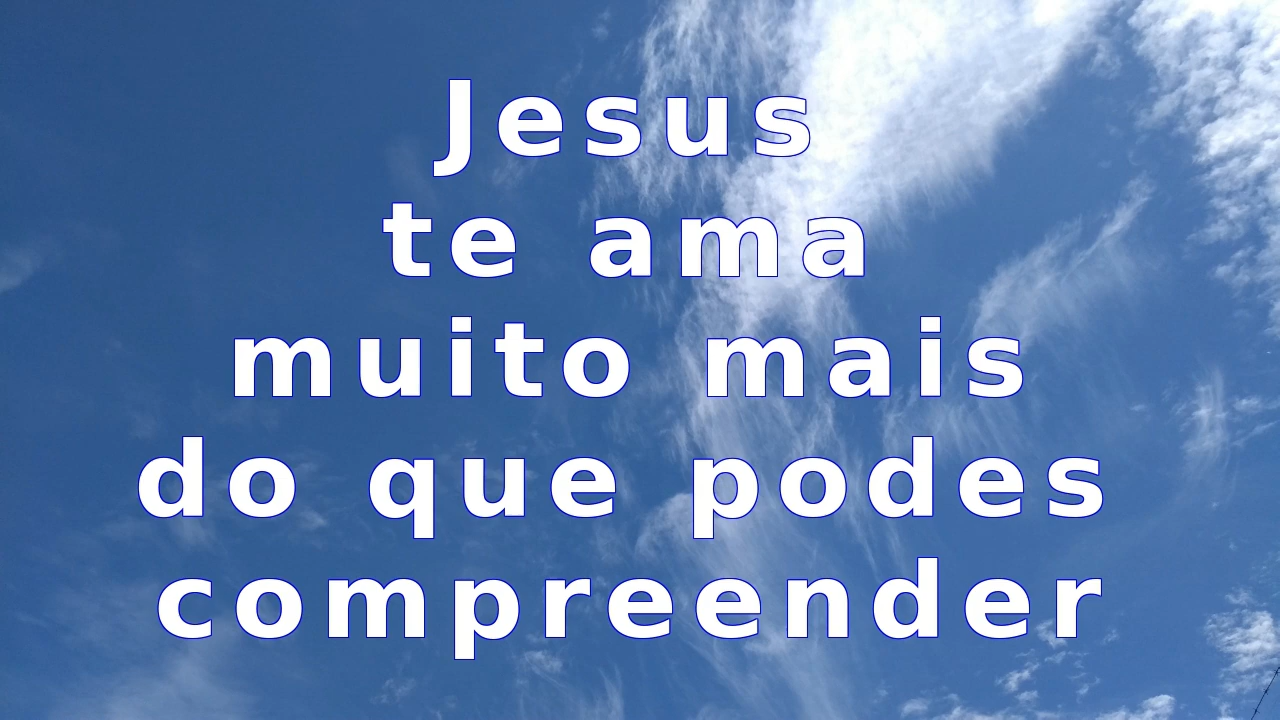 Jesus
te ama
muito mais
do que podes
compreender